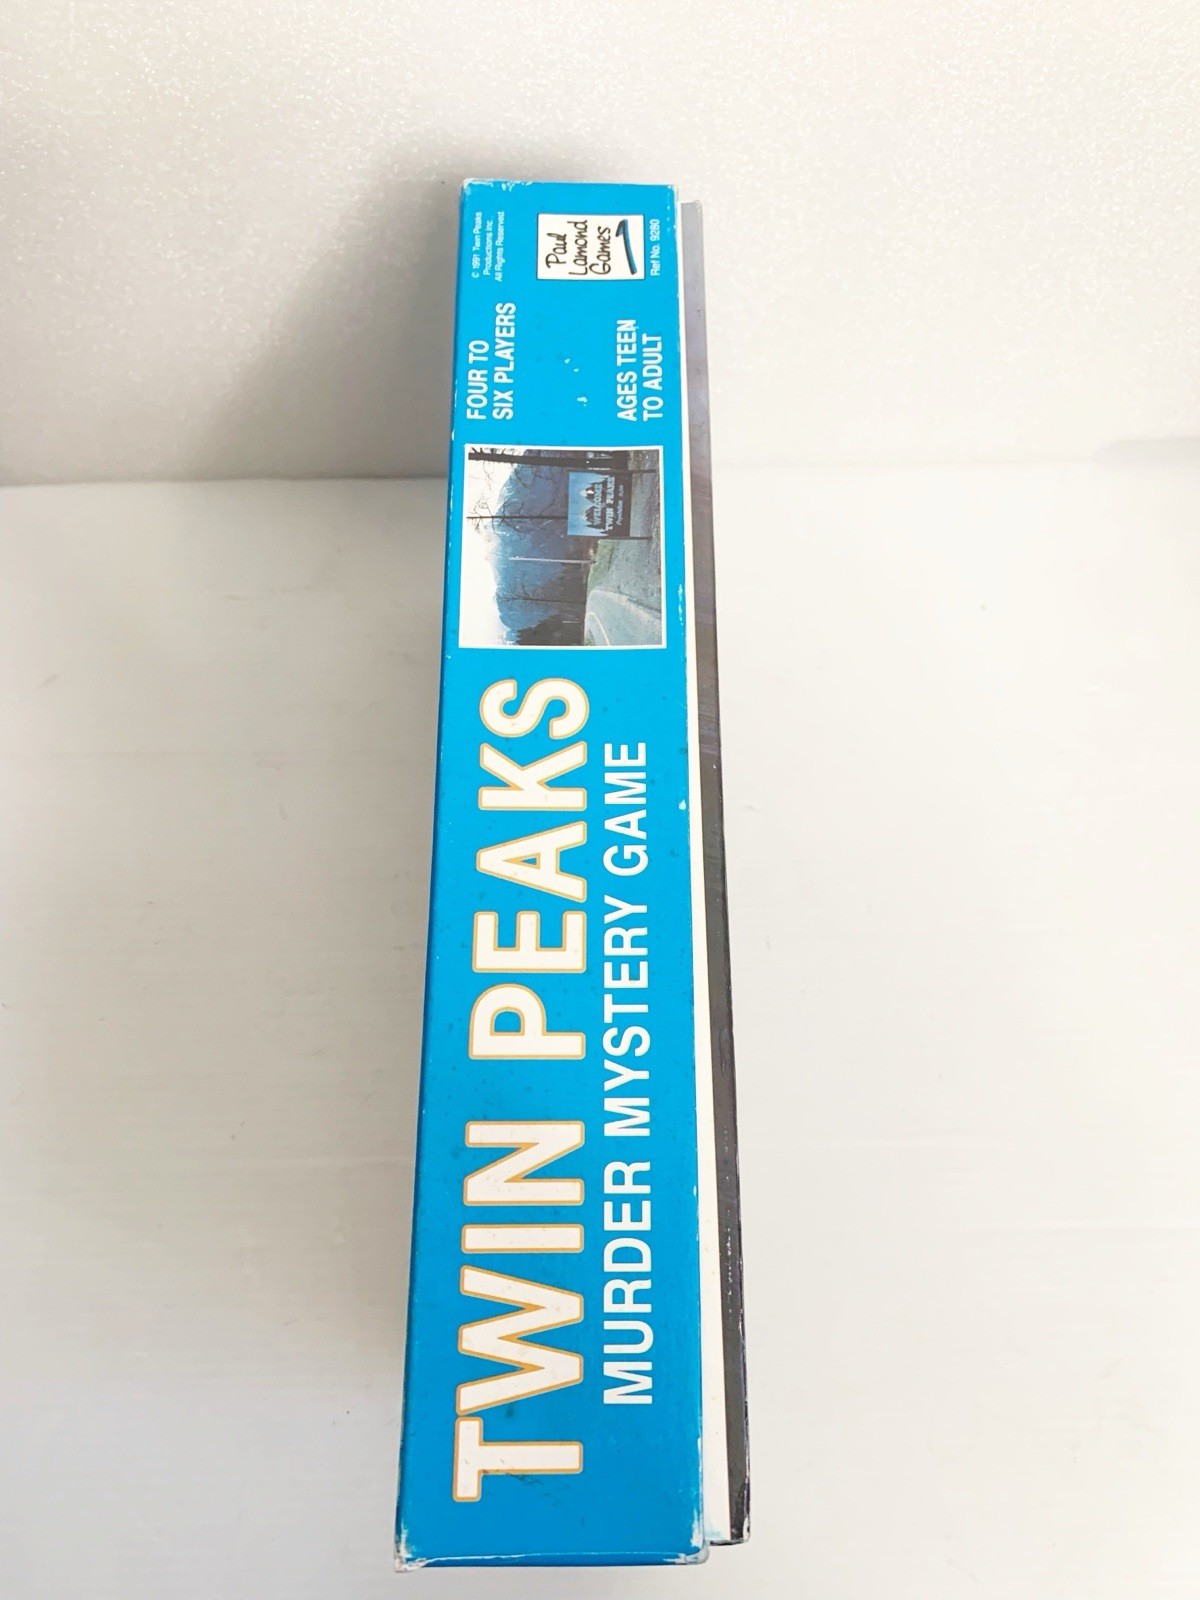 TWIN PEAKS
MURDER MYSTERY GAME
WELCOME
TWIN PEAKS
FOUR TO
SIX PLAYERS
AGES TEEN
TO ADULT
© 1991 Twin Peaks
Productions Inc.
All Rights Reserved
Paul
Lamond
Games
Ref No. 9280